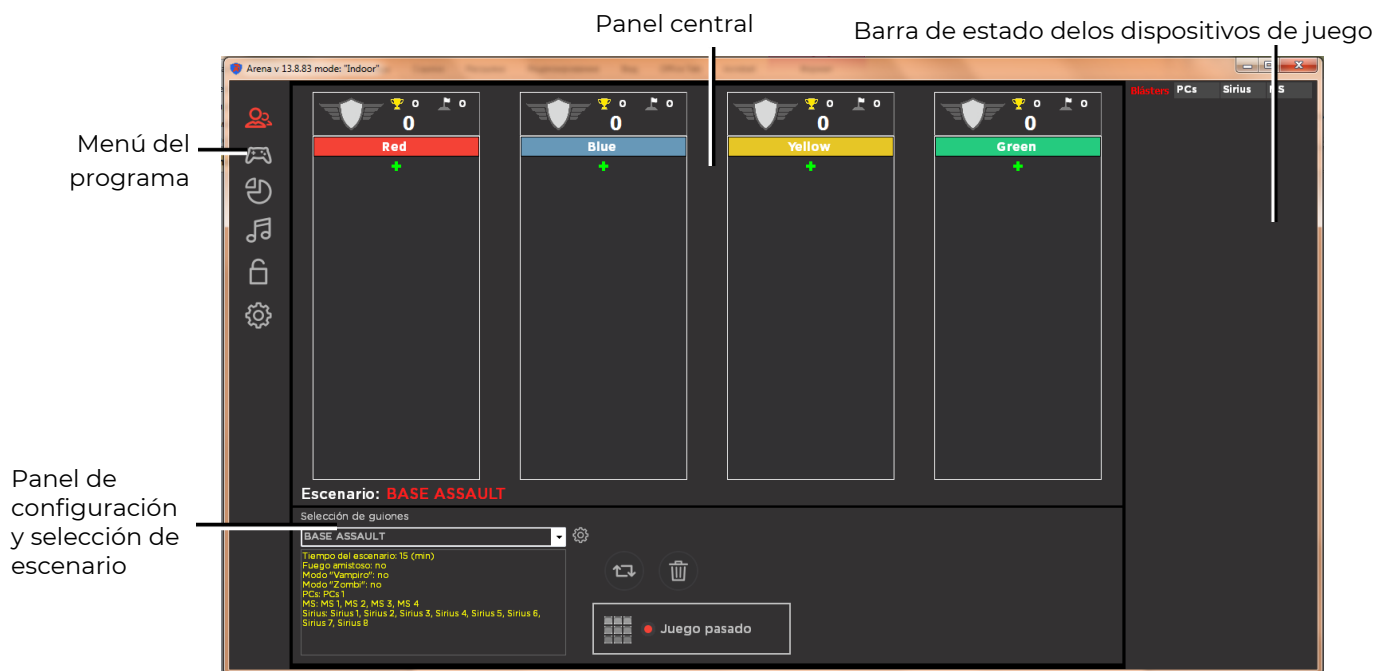 Panel central
Barra de estado delos dispositivos de juego
Arena v 13.8.83 mode: "Indoor"
Menú del
programa
0 0
0
Red
0 0
0
Blue
0 0
0
Yellow
0 0
0
Green
Blásters PCs Sirius MS
Panel de
configuración
y selección de
escenario
Escenario: BASE ASSAULT
Selección de guiones
BASE ASSAULT
Tiempo del escenario: 15 (min)
Fuego amistoso: no
Modo "Vampiro": no
Modo "Zombi": no
PCs: PCs 1
MS: MS 1, MS 2, MS 3, MS 4
Sirius: Sirius 1, Sirius 2, Sirius 3, Sirius 4, Sirius 5, Sirius 6,
Sirius 7, Sirius 8
Juego pasado